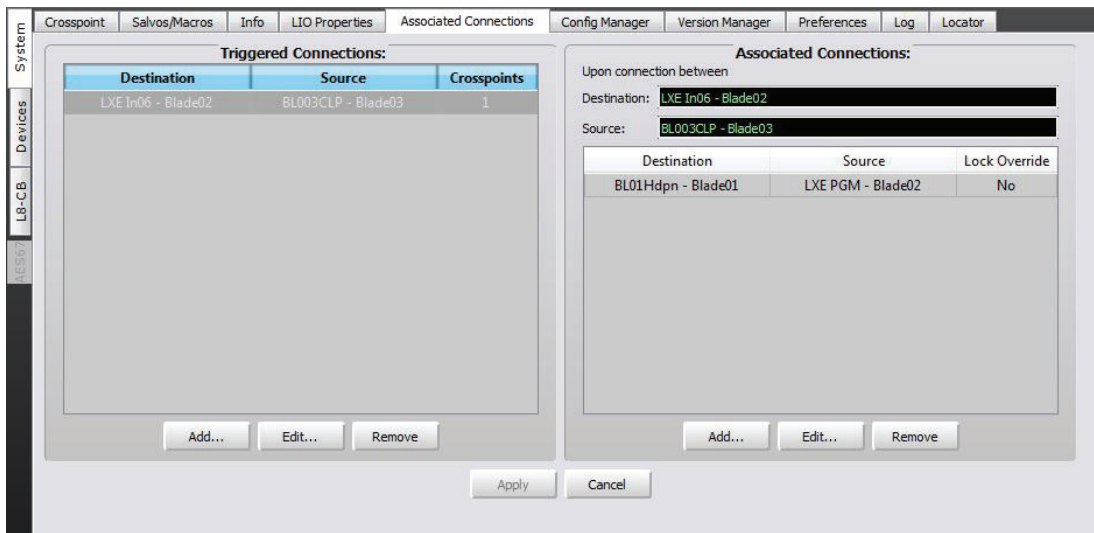 Crosspoint Salvos/Macros Info LIO Properties Associated Connections Config Manager Version Manager Preferences Log Locator
System
Devices
L8-CB
AES67
Triggered Connections:
Destination Source Crosspoints
LXE In06 - Blade02 BL003CLP - Blade03 1
Add... Edit... Remove
Associated Connections:
Upon connection between
Destination: LXE In06 - Blade02
Source: BL003CLP - Blade03
Destination Source Lock Override
BL01Hdpn - Blade01 LXE PGM - Blade02 No
Add... Edit... Remove
Apply Cancel